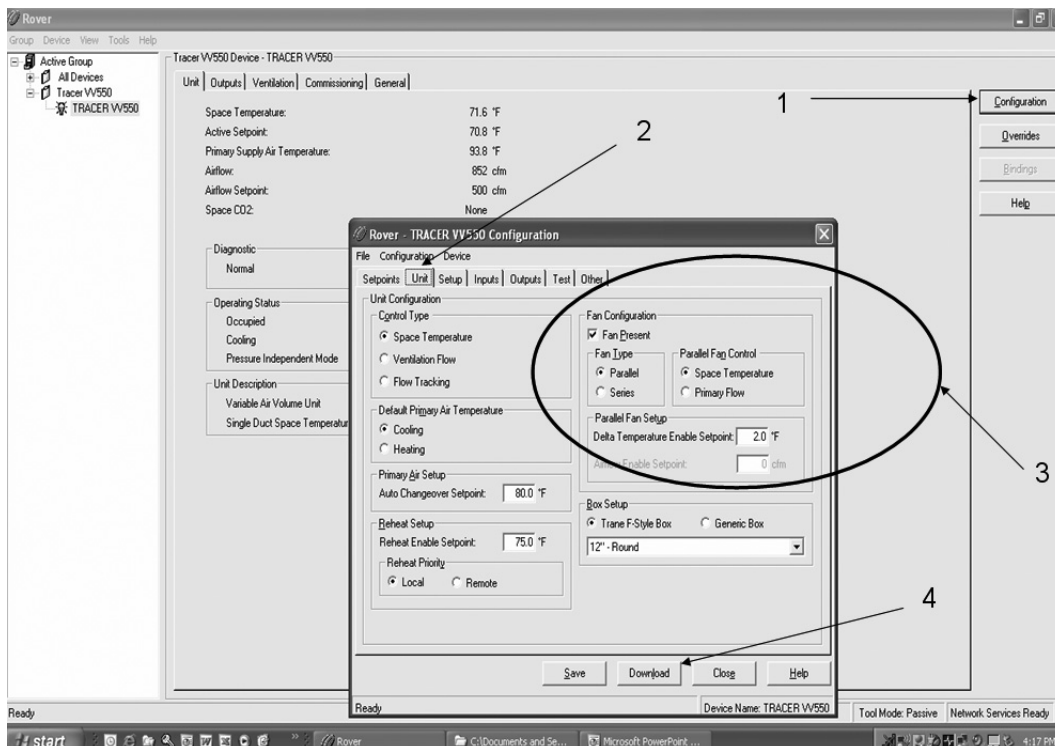 Rover
Group Device View Tools Help
Active Group
All Devices
Tracer VV550
TRACER VV550
Tracer VV550 Device - TRACER VV550
Unit Outputs Ventilation Commissioning General
Space Temperature: 71.6 °F
Active Setpoint: 70.8 °F
Primary Supply Air Temperature: 93.8 °F
Airflow: 852 cfm
Airflow Setpoint: 500 cfm
Space CO2: None
Diagnostic
Normal
Operating Status
Occupied
Cooling
Pressure Independent Mode
Unit Description
Variable Air Volume Unit
Single Duct Space Temperatur
1
Configuration
Overrides
Bindings
Help
2
Rover - TRACER VV550 Configuration
File Configuration Device
Setpoints Unit Setup Inputs Outputs Test Other
Unit Configuration
Control Type
Space Temperature
Ventilation Flow
Flow Tracking
Default Primary Air Temperature
Cooling
Heating
Primary Air Setup
Auto Changeover Setpoint: 80.0 °F
Reheat Setup
Reheat Enable Setpoint: 75.0 °F
Reheat Priority
Local Remote
Fan Configuration
Fan Present
Fan Type Parallel Fan Control
Parallel Space Temperature
Series Primary Flow
Parallel Fan Setup
Delta Temperature Enable Setpoint: 2.0 °F
Airflow Enable Setpoint: 0 cfm
3
Box Setup
Trane F-Style Box Generic Box
12" - Round
4
Save Download Close Help
Ready Device Name: TRACER VV550
Ready Tool Mode: Passive Network Services Ready
start Rover C:\Documents and Se... Microsoft PowerPoint ... 4:17 PM